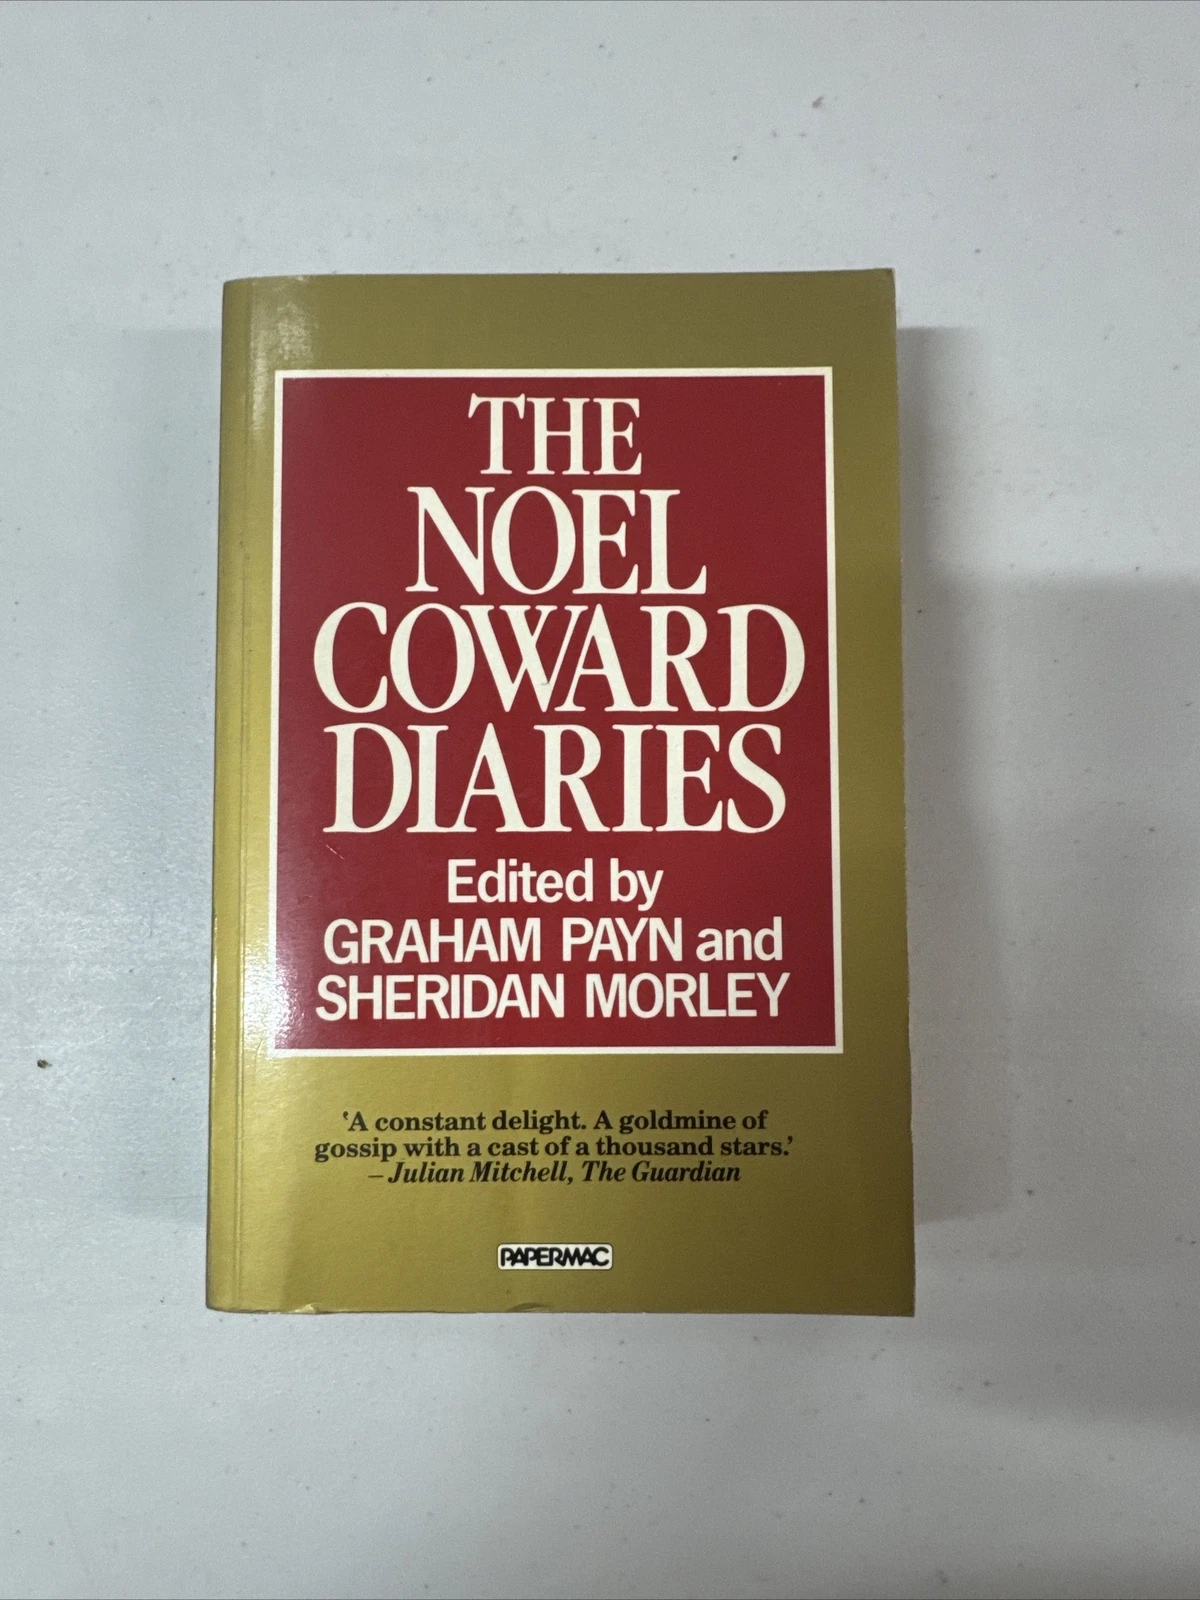 THE
NOEL
COWARD
DIARIES
Edited by
GRAHAM PAYN and
SHERIDAN MORLEY
‘A constant delight. A goldmine of
gossip with a cast of a thousand stars.’
– Julian Mitchell, The Guardian
PAPERMAC